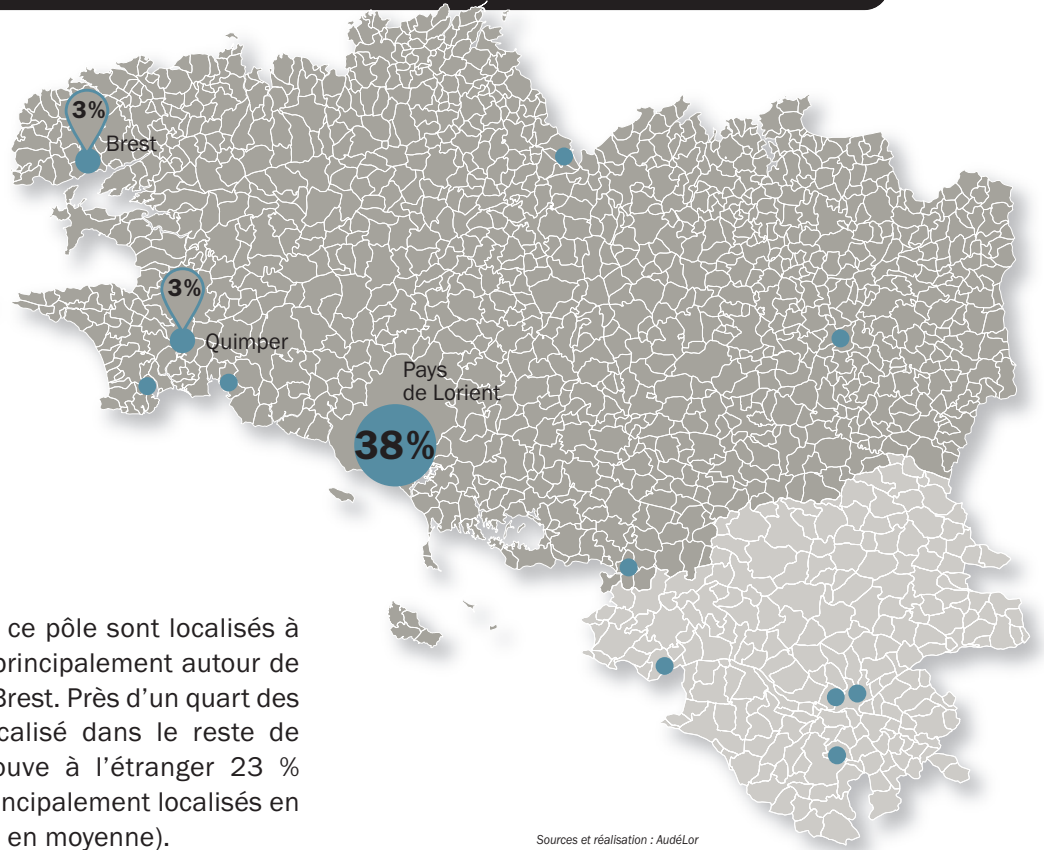 3%
Brest
3%
Quimper
Pays
de Lorient
38%
ce pôle sont localisés à
principalement autour de
Brest. Près d'un quart des
calisé dans le reste de
ouve à l'étranger 23 %
ncipalement localisés en
en moyenne).
Sources et réalisation : AudéLor